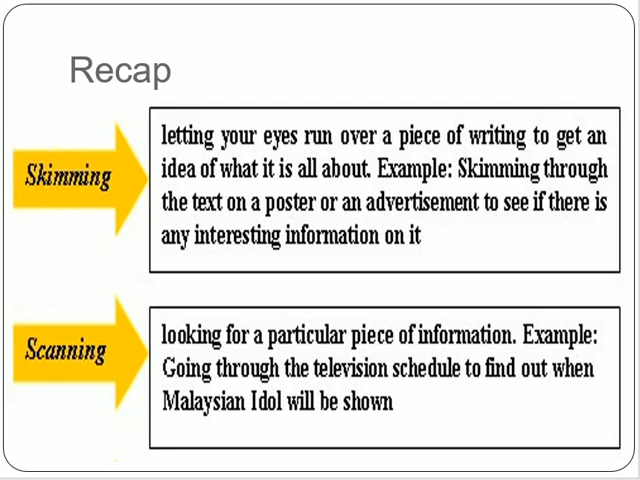 Recap
Skimming
letting your eyes run over a piece of writing to get an
idea of what it is all about. Example: Skimming through
the text on a poster or an advertisement to see if there is
any interesting information on it
Scanning
looking for a particular piece of information. Example:
Going through the television schedule to find out when
Malaysian Idol will be shown